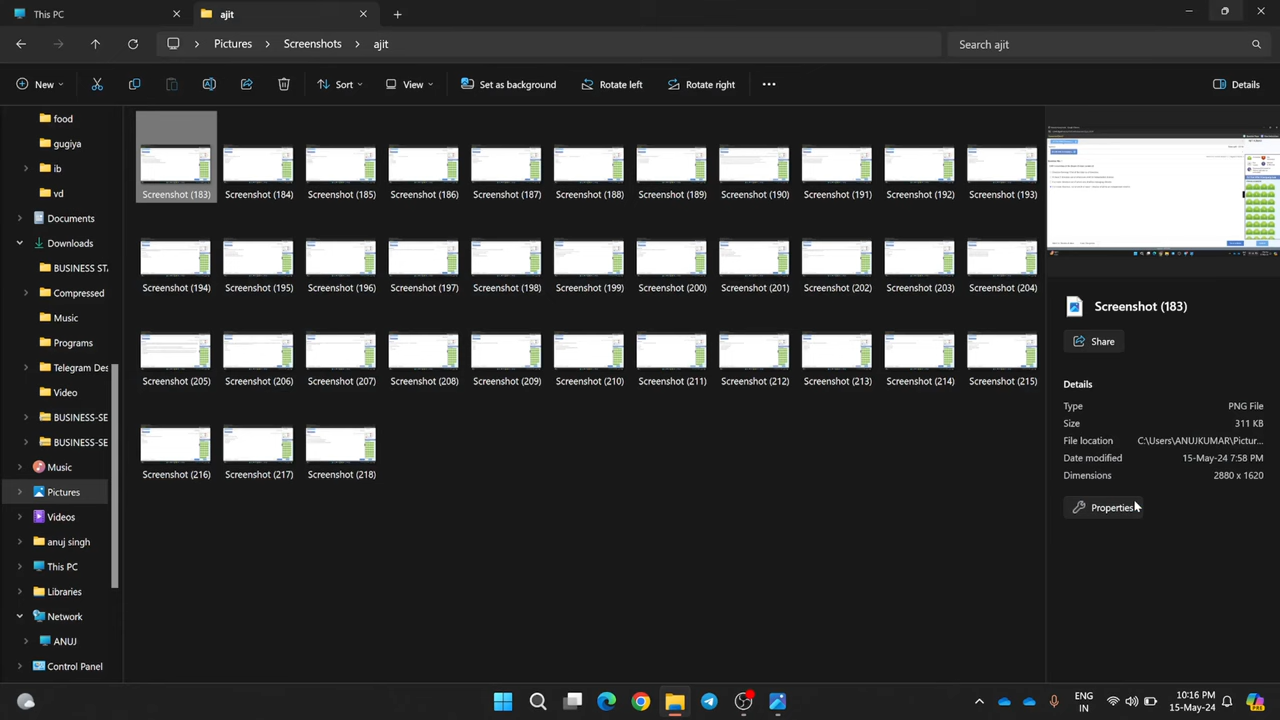 This PC
ajit
Pictures
Screenshots
ajit
Search ajit
New
Sort
View
Set as background
Rotate left
Rotate right
Details
food
gugya
ib
vd
Documents
Downloads
BUSINESS STA
Compressed
Music
Programs
Telegram Des
Video
BUSINESS-SE
BUSINESS-SE
Music
Pictures
Videos
anuj singh
This PC
Libraries
Network
ANUJ
Control Panel
Screenshot (183)
Screenshot (184)
Screenshot (185)
Screenshot (186)
Screenshot (187)
Screenshot (189)
Screenshot (190)
Screenshot (191)
Screenshot (192)
Screenshot (193)
Screenshot (194)
Screenshot (195)
Screenshot (196)
Screenshot (197)
Screenshot (198)
Screenshot (199)
Screenshot (200)
Screenshot (201)
Screenshot (202)
Screenshot (203)
Screenshot (204)
Screenshot (205)
Screenshot (206)
Screenshot (207)
Screenshot (208)
Screenshot (209)
Screenshot (210)
Screenshot (211)
Screenshot (212)
Screenshot (213)
Screenshot (214)
Screenshot (215)
Screenshot (216)
Screenshot (217)
Screenshot (218)
Screenshot (183)
Share
Details
Type PNG File
Size 311 KB
File location C:\Users\ANUJKUMAR\Pictur...
Date modified 15-May-24 7:58 PM
Dimensions 2880 x 1620
Properties
ENG
IN
10:16 PM
15-May-24
PRE